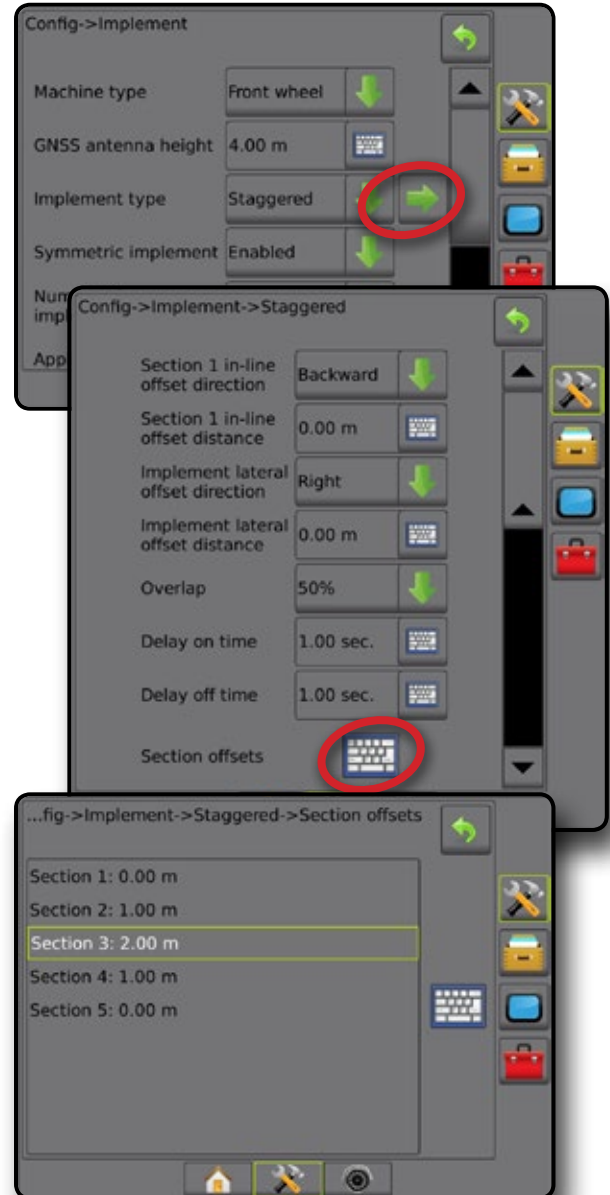 Config->Implement
Machine type Front wheel
GNSS antenna height 4.00 m
Implement type Staggered
Symmetric implement Enabled
Num
impl
App
Config->Implement->Staggered
Section 1 in-line
offset direction Backward
Section 1 in-line
offset distance 0.00 m
Implement lateral
offset direction Right
Implement lateral
offset distance 0.00 m
Overlap 50%
Delay on time 1.00 sec.
Delay off time 1.00 sec.
Section offsets
...fig->Implement->Staggered->Section offsets
Section 1: 0.00 m
Section 2: 1.00 m
Section 3: 2.00 m
Section 4: 1.00 m
Section 5: 0.00 m